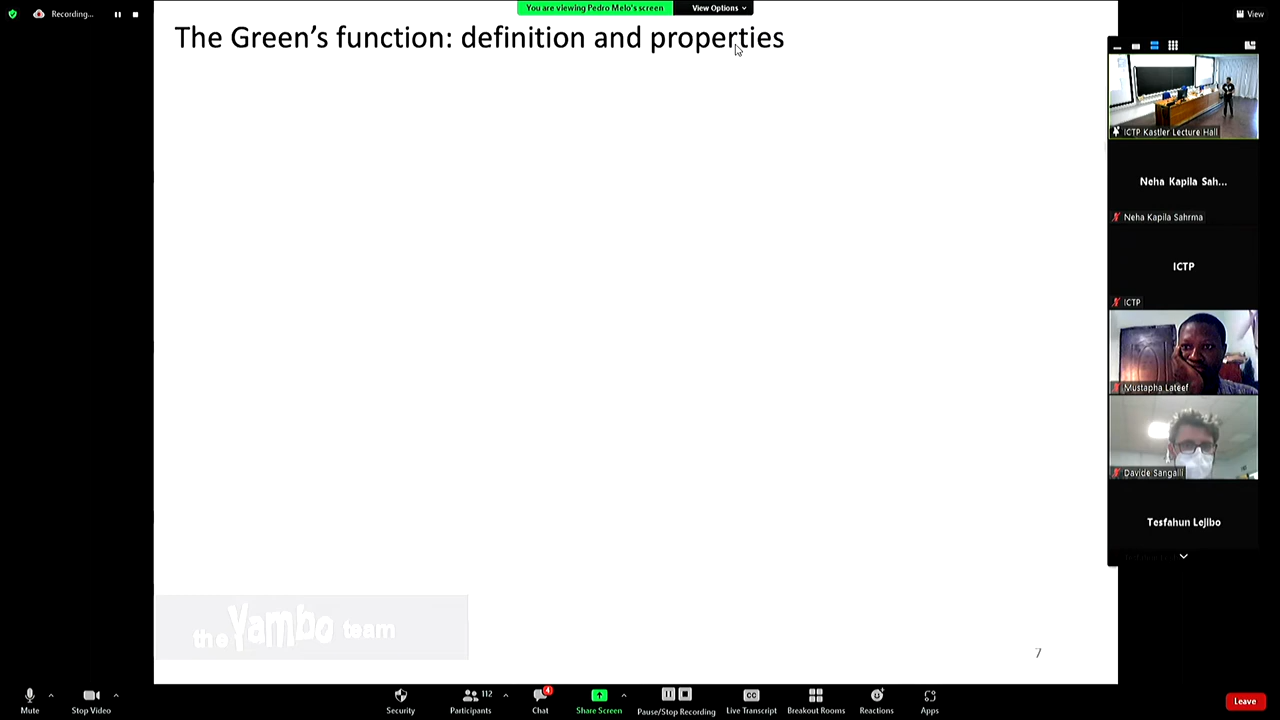 Recording...
You are viewing Pedro Melo's screen
View Options
View
The Green's function: definition and properties
ICTP Kastler Lecture Hall
Neha Kapila Sah...
Neha Kapila Sahrma
ICTP
ICTP
Mustapha Lateef
Davide Sangalli
Tesfahun Lejibo
the Yambo team
7
Mute
Stop Video
Security
112
Participants
4
Chat
Share Screen
Pause/Stop Recording
CC
Live Transcript
Breakout Rooms
Reactions
Apps
Leave